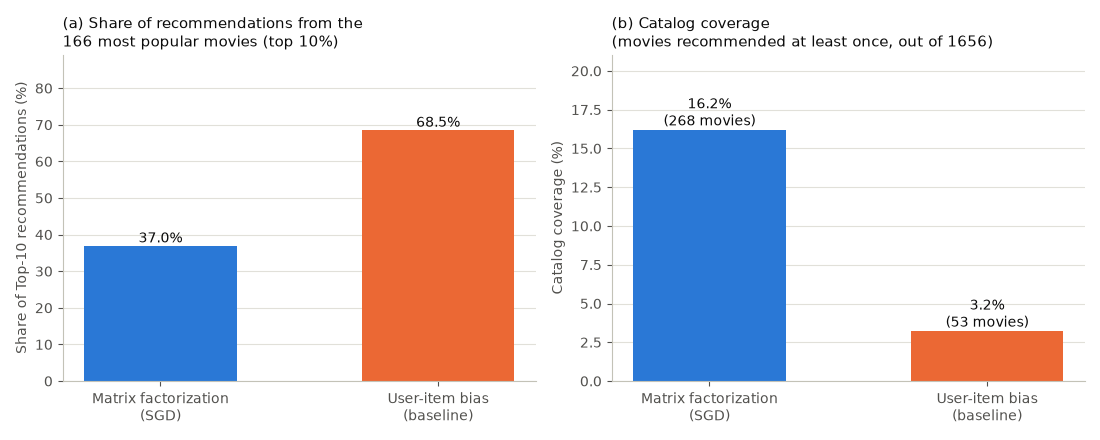 (a) Share of recommendations from the
166 most popular movies (top 10%)
Share of Top-10 recommendations (%)
80
70
60
50
40
30
20
10
0
37.0%
68.5%
Matrix factorization
(SGD)
User-item bias
(baseline)
(b) Catalog coverage
(movies recommended at least once, out of 1656)
Catalog coverage (%)
20.0
17.5
15.0
12.5
10.0
7.5
5.0
2.5
0.0
16.2%
(268 movies)
3.2%
(53 movies)
Matrix factorization
(SGD)
User-item bias
(baseline)